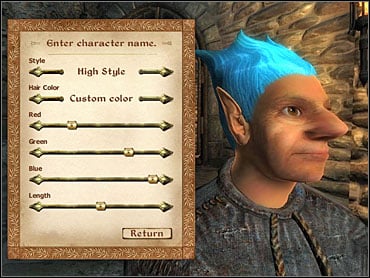 Enter character name.
Style
High Style
Hair Color
Custom color
Red
Green
Blue
Length
Return